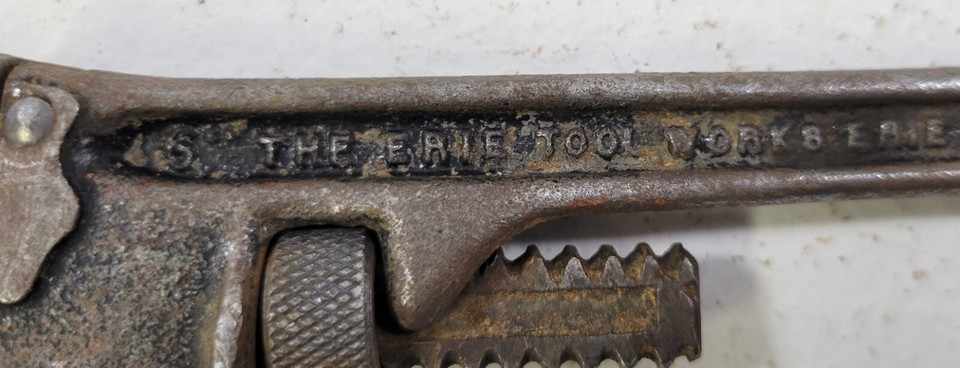 S THE ERIE TOOL WORKS ERIE